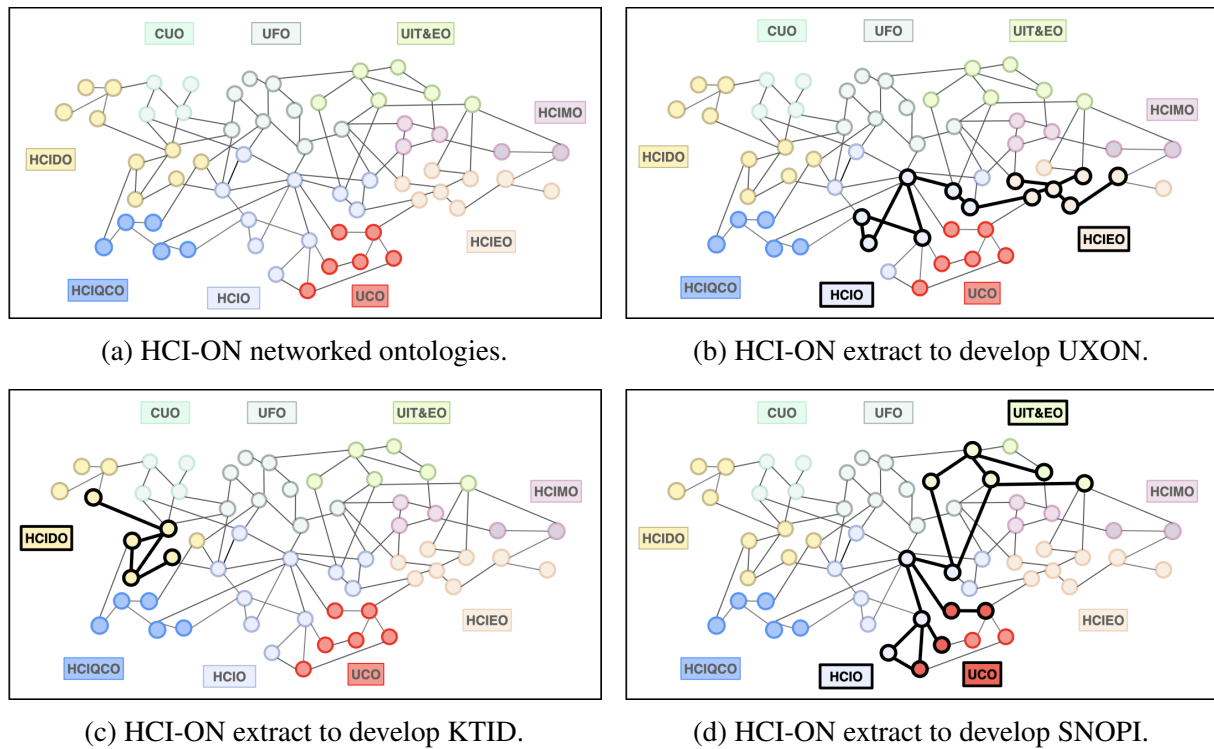 CUO UFO UIT&EO
HCIMO
HCIDO
HCIEO
HCIQCO HCIO UCO
(a) HCI-ON networked ontologies.
CUO UFO UIT&EO
HCIMO
HCIDO
HCIEO
HCIQCO HCIO UCO
(b) HCI-ON extract to develop UXON.
CUO UFO UIT&EO
HCIMO
HCIDO
HCIEO
HCIQCO HCIO UCO
(c) HCI-ON extract to develop KTID.
CUO UFO UIT&EO
HCIMO
HCIDO
HCIEO
HCIQCO HCIO UCO
(d) HCI-ON extract to develop SNOPI.